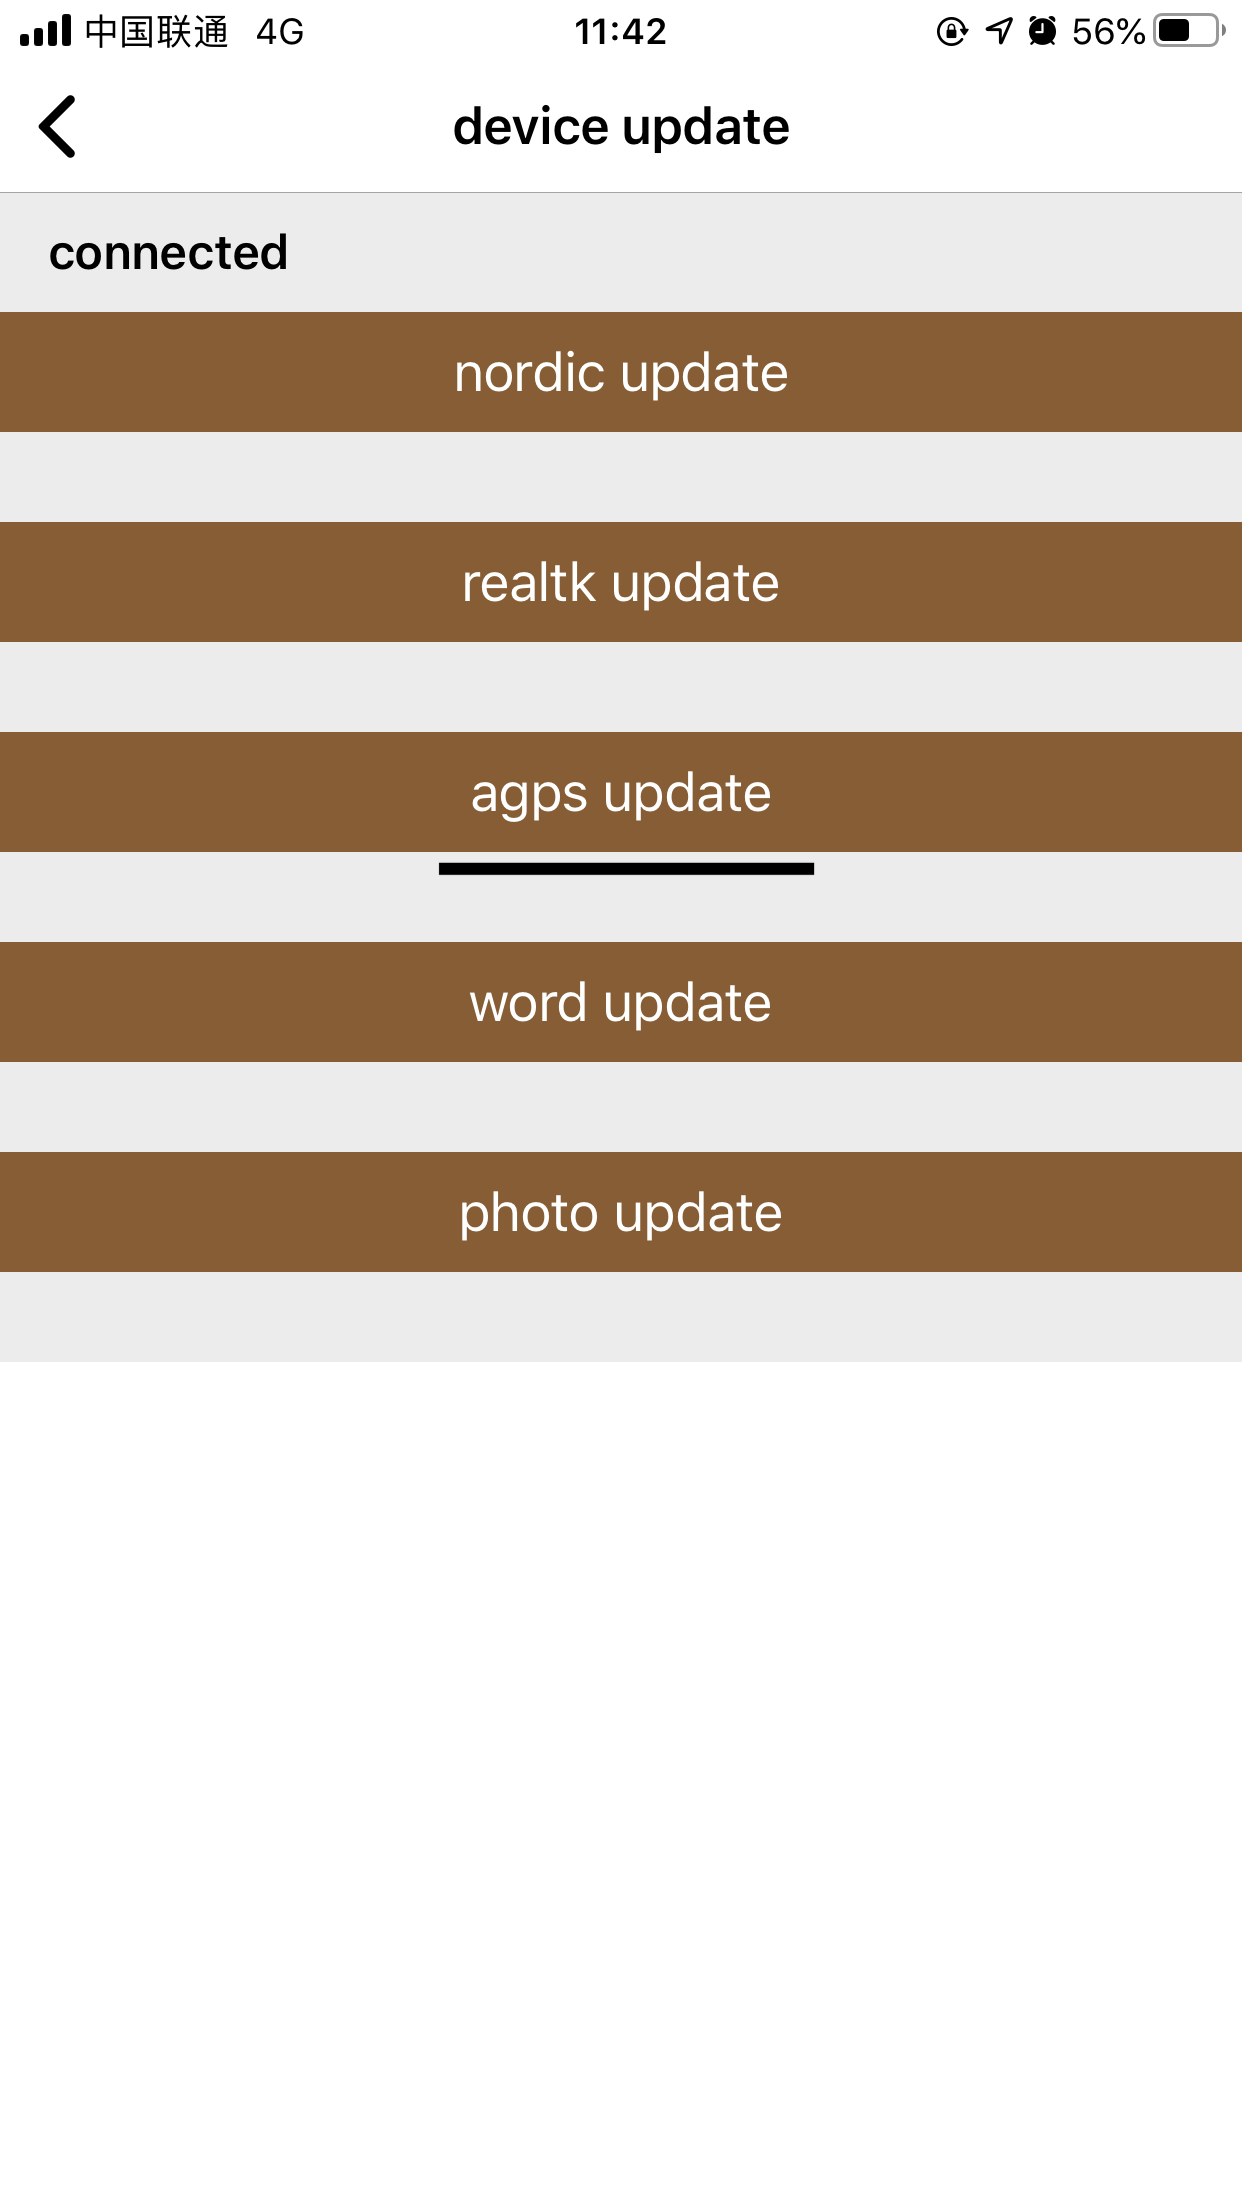 中国联通 4G 11:42 56%
device update
connected
nordic update
realtk update
agps update
word update
photo update